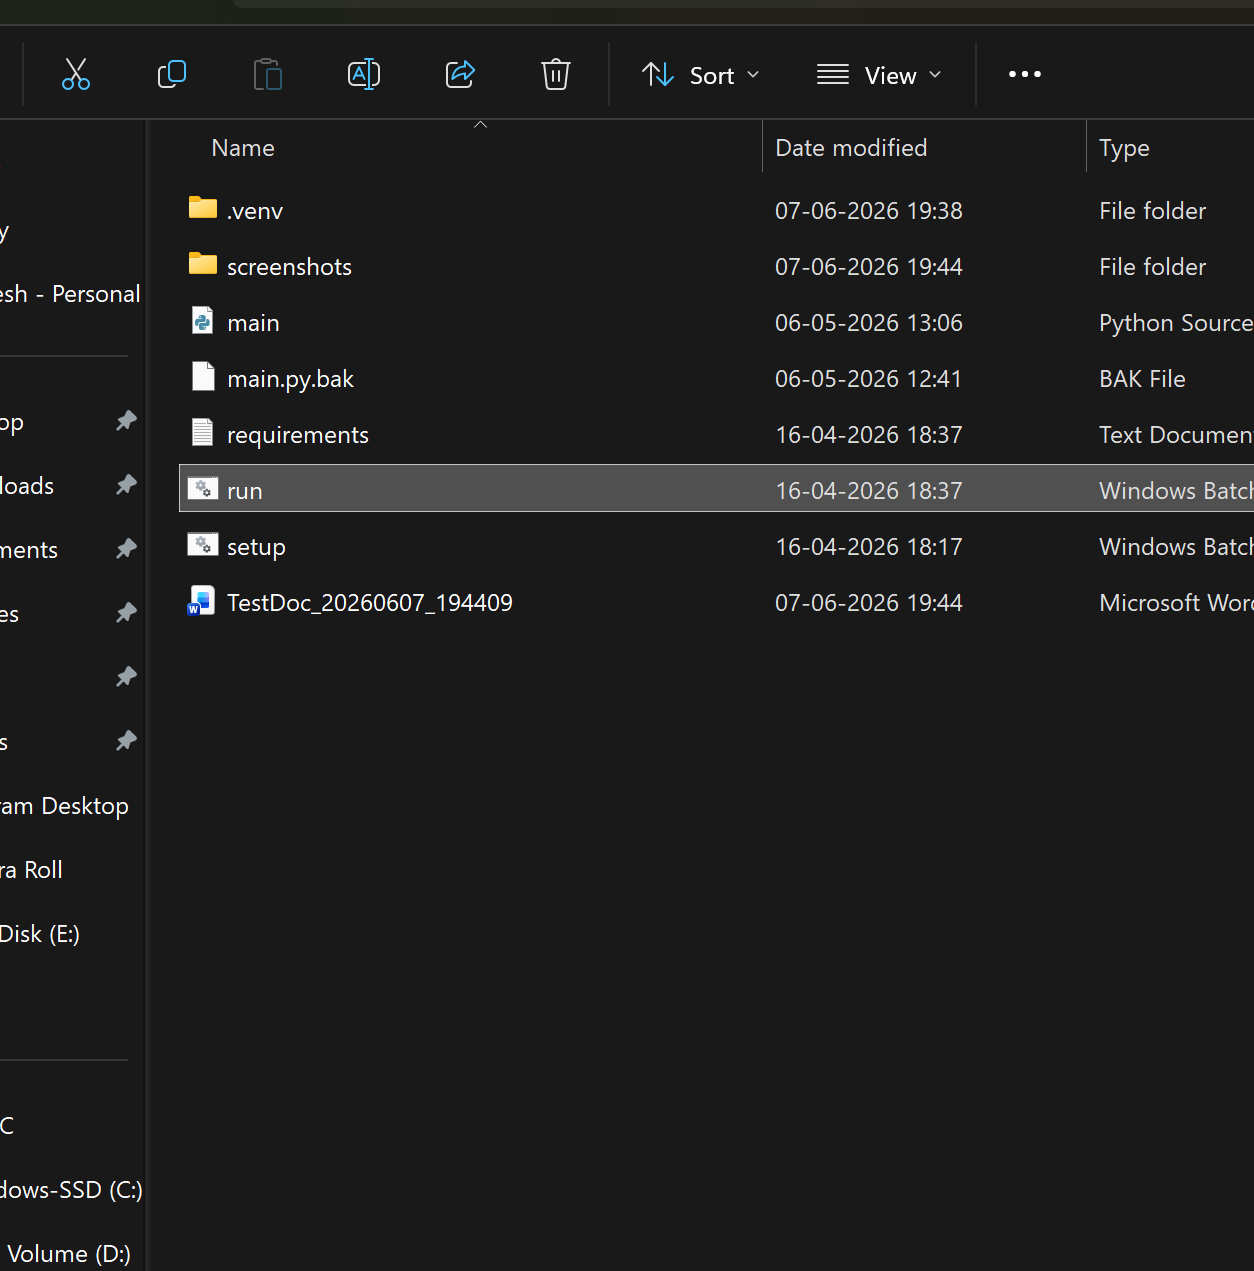 Sort View
Name Date modified Type
.venv 07-06-2026 19:38 File folder
screenshots 07-06-2026 19:44 File folder
main 06-05-2026 13:06 Python Source
main.py.bak 06-05-2026 12:41 BAK File
requirements 16-04-2026 18:37 Text Documen
run 16-04-2026 18:37 Windows Batch
setup 16-04-2026 18:17 Windows Batch
TestDoc_20260607_194409 07-06-2026 19:44 Microsoft Word
y
esh - Personal
op
loads
ments
es
s
ram Desktop
ra Roll
Disk (E:)
C
dows-SSD (C:)
Volume (D:)